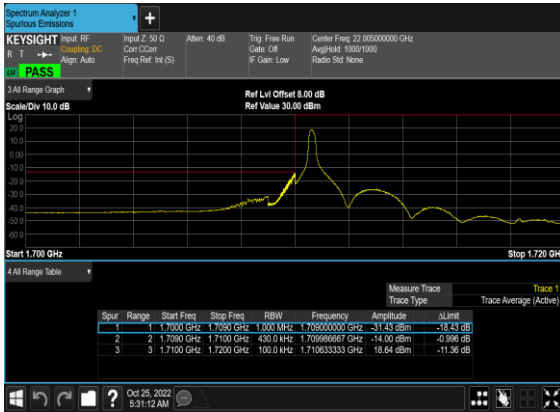 Spectrum Analyzer 1
Spurious Emissions
+
KEYSIGHT Input: RF Input Z: 50 Ω Atten: 40 dB Trig: Free Run Center Freq: 22.005000000 GHz
R T Coupling: DC Corr CCorr Gate: Off Avg|Hold: 1000/1000
Align: Auto Freq Ref: Int (S) IF Gain: Low Radio Std: None
PASS
3 All Range Graph Ref Lvl Offset 8.00 dB
Scale/Div 10.0 dB Ref Value 30.00 dBm
Log
20.0
10.0
0.00
-10.0
-20.0
-30.0
-40.0
-50.0
-60.0
Start 1.700 GHz Stop 1.720 GH
4 All Range Table
Measure Trace Trace 1
Trace Type Trace Average (Active)
Spur Range Start Freq Stop Freq RBW Frequency Amplitude ΔLimit
1 1 1.7000 GHz 1.7090 GHz 1.000 MHz 1.709000000 GHz -31.43 dBm -18.43 dB
2 2 1.7090 GHz 1.7100 GHz 430.0 kHz 1.709986667 GHz -14.00 dBm -0.996 dB
3 3 1.7100 GHz 1.7200 GHz 100.0 kHz 1.710633333 GHz 18.64 dBm -11.36 dB
? Oct 25, 2022
5:31:12 AM